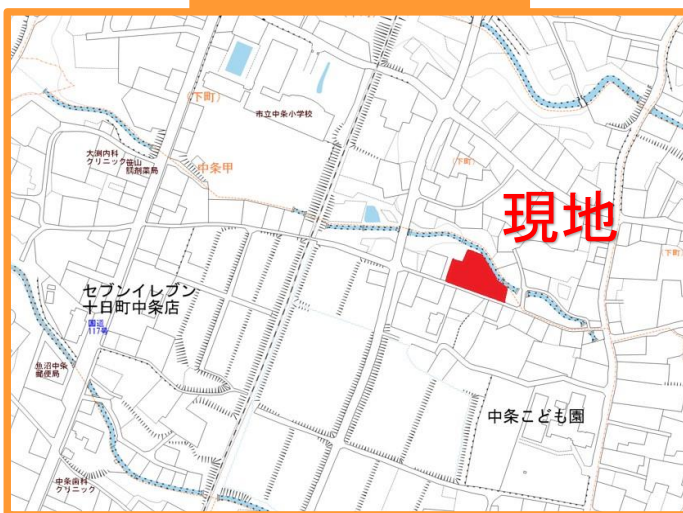 (下町)
市立中条小学校
大渕内科
クリニック
笹山
調剤薬局
中条甲
下町
現地
下町
セブンイレブン
十日町中条店
国道
117号
魚沼中条
郵便局
中条こども園
中条歯科
クリニック